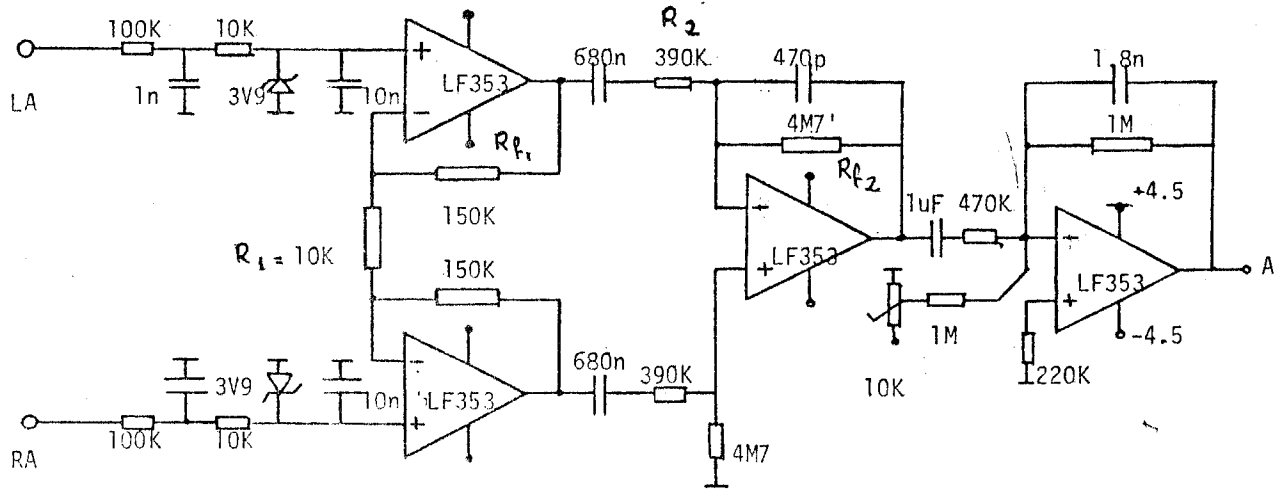 R2
100K 10K 680n 390K 470p 1,8n
LA 1n 3V9 10n LF353
Rf1 4M7' 1M
Rf2
150K 1uF 470K +4.5
R1 = 10K 150K LF353 A
LF353
1M -4.5
680n 390K 10K 220K
3V9 10n LF353
100K 10K
RA 4M7